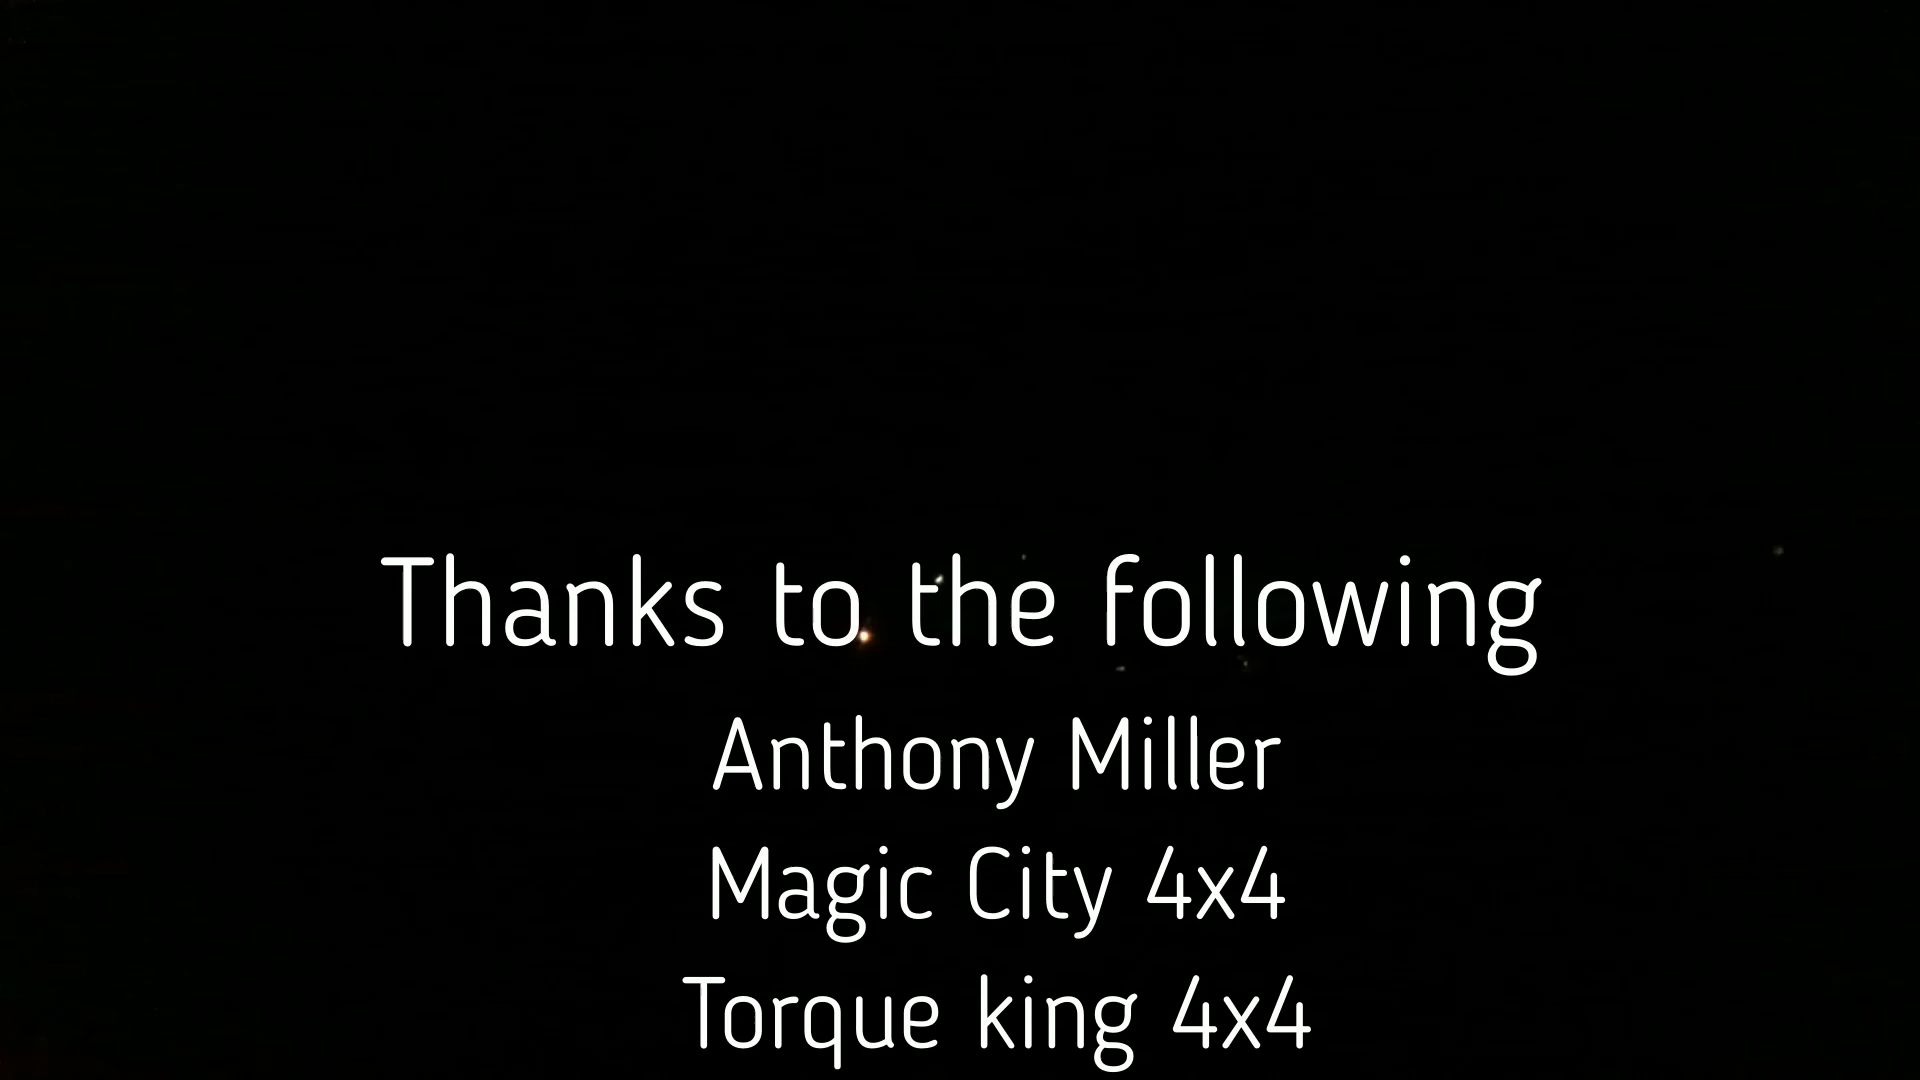 Thanks to the following
Anthony Miller
Magic City 4x4
Torque king 4x4